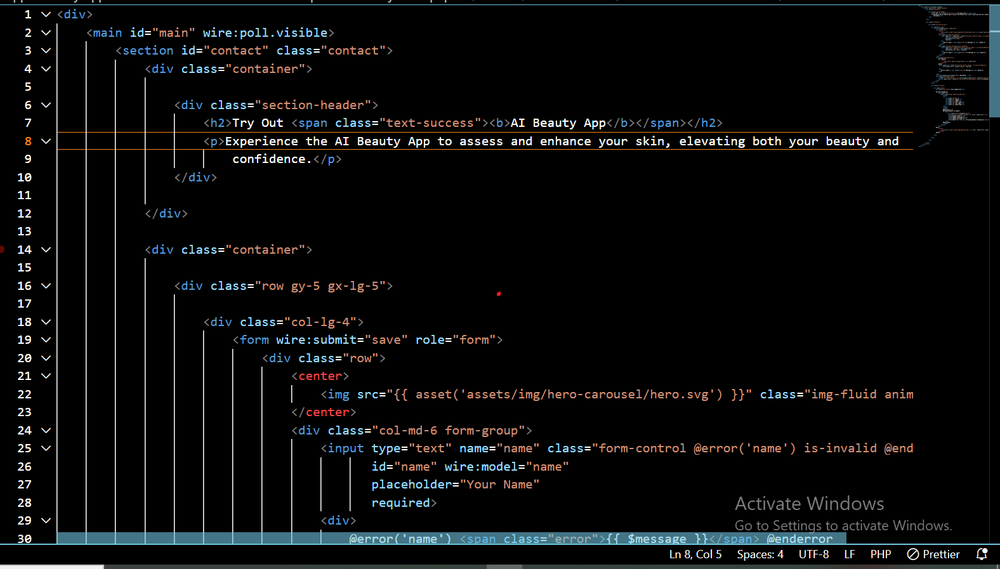 1 <div>
2 <main id="main" wire:poll.visible>
3 <section id="contact" class="contact">
4 <div class="container">
5
6 <div class="section-header">
7 <h2>Try Out <span class="text-success"><b>AI Beauty App</b></span></h2>
8 <p>Experience the AI Beauty App to assess and enhance your skin, elevating both your beauty and
9 confidence.</p>
10 </div>
11
12 </div>
13
14 <div class="container">
15
16 <div class="row gy-5 gx-lg-5">
17
18 <div class="col-lg-4">
19 <form wire:submit="save" role="form">
20 <div class="row">
21 <center>
22 <img src="{{ asset('assets/img/hero-carousel/hero.svg') }}" class="img-fluid anim
23 </center>
24 <div class="col-md-6 form-group">
25 <input type="text" name="name" class="form-control @error('name') is-invalid @end
26 id="name" wire:model="name"
27 placeholder="Your Name"
28 required>
29 <div>
30 @error('name') <span class="error">{{ $message }}</span> @enderror
Activate Windows
Go to Settings to activate Windows.
Ln 8, Col 5 Spaces: 4 UTF-8 LF PHP Prettier